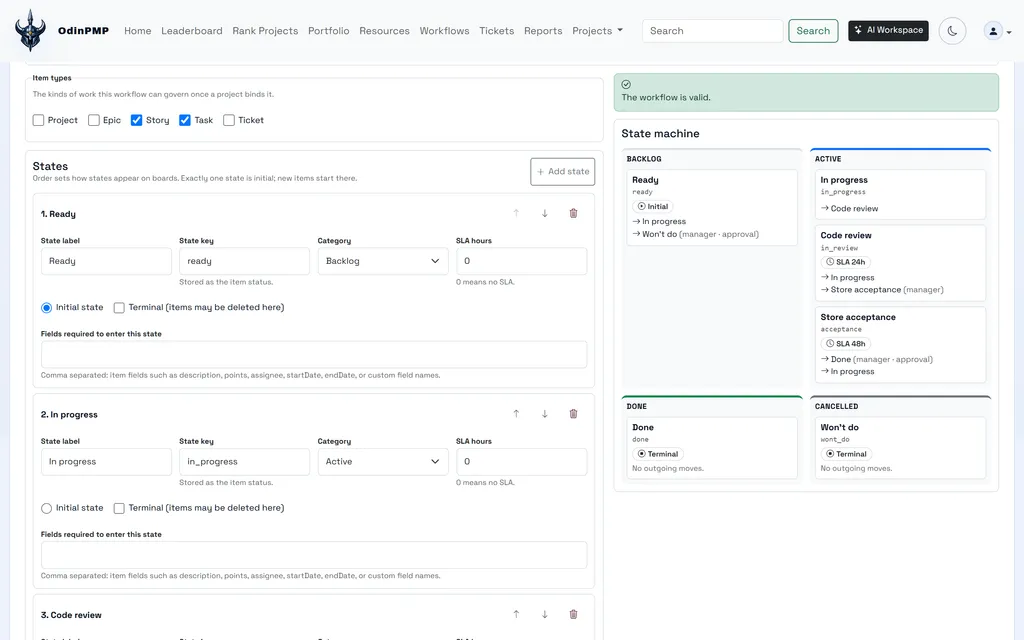 OdinPMP Home Leaderboard Rank Projects Portfolio Resources Workflows Tickets Reports Projects Search Search AI Workspace
Item types
The kinds of work this workflow can govern once a project binds it.
Project Epic Story Task Ticket
States
Order sets how states appear on boards. Exactly one state is initial; new items start here.
+ Add state
1. Ready
State label State key Category SLA hours
Ready ready Backlog 0
Stored as the item status. 0 means no SLA.
Initial state Terminal (items may be deleted here)
Fields required to enter this state
Comma separated: item fields such as description, points, assignee, startDate, endDate, or custom field names.
2. In progress
State label State key Category SLA hours
In progress in_progress Active 0
Stored as the item status. 0 means no SLA.
Initial state Terminal (items may be deleted here)
Fields required to enter this state
Comma separated: item fields such as description, points, assignee, startDate, endDate, or custom field names.
3. Code review
The workflow is valid.
State machine
BACKLOG
Ready
ready
Initial
→ In progress
→ Won't do (manager · approval)
ACTIVE
In progress
in_progress
→ Code review
Code review
in_review
SLA 24h
→ In progress
→ Store acceptance (manager)
Store acceptance
acceptance
SLA 48h
→ Done (manager · approval)
→ In progress
DONE
Done
done
Terminal
No outgoing moves.
CANCELLED
Won't do
wont_do
Terminal
No outgoing moves.